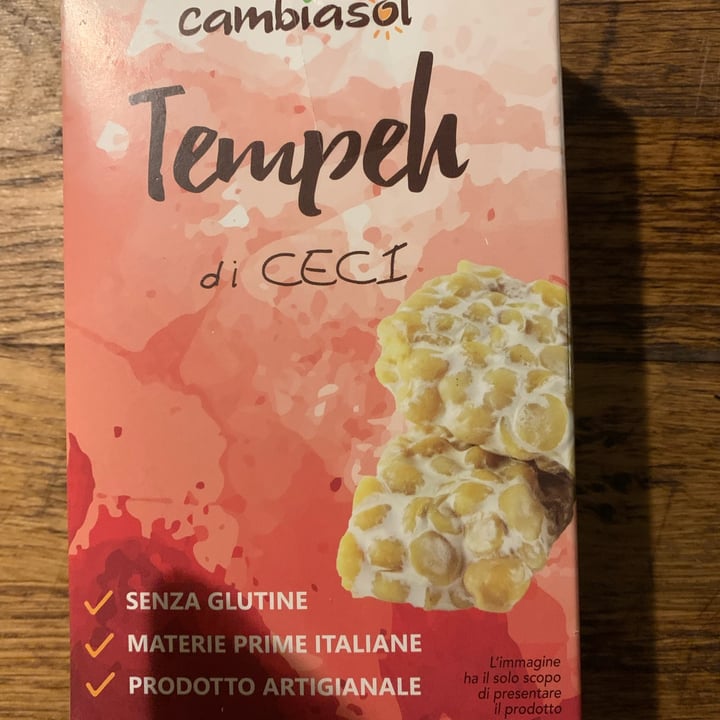 cambiasol
Tempeh
di CECI
SENZA GLUTINE
MATERIE PRIME ITALIANE
PRODOTTO ARTIGIANALE
L'immagine
ha il solo scopo
di presentare
il prodotto